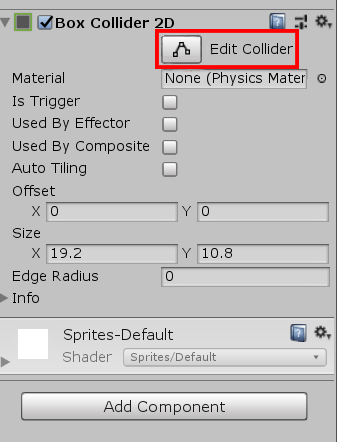 Box Collider 2D
Edit Collider
Material None (Physics Mater
Is Trigger
Used By Effector
Used By Composite
Auto Tiling
Offset
X 0 Y 0
Size
X 19.2 Y 10.8
Edge Radius 0
Info
Sprites-Default
Shader Sprites/Default
Add Component